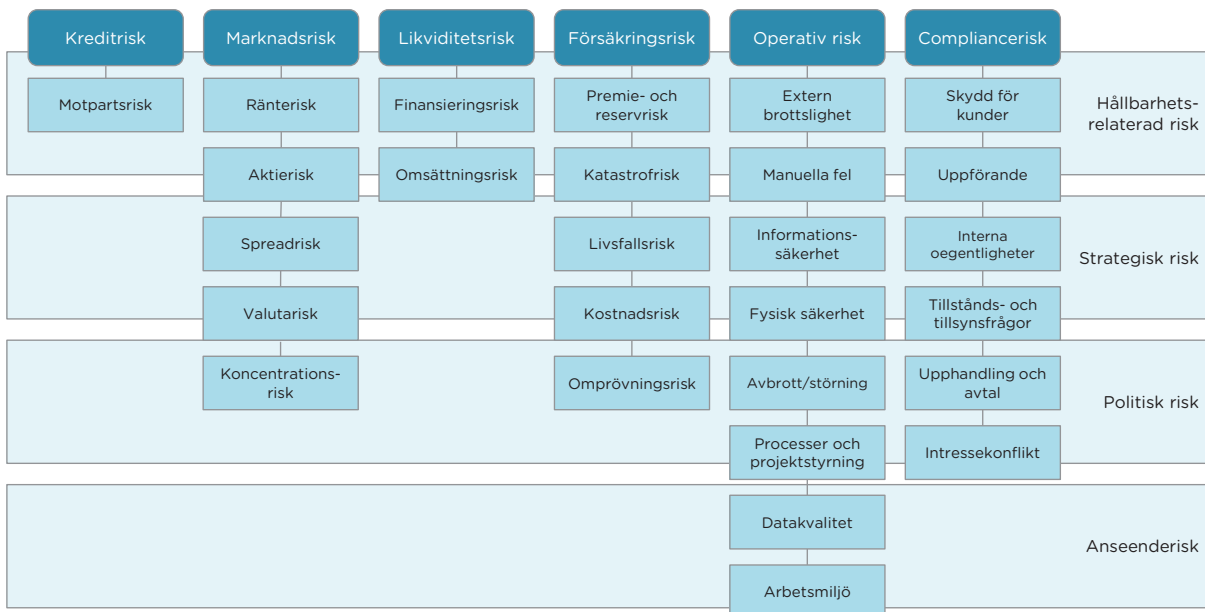 Kreditrisk
Marknadsrisk
Likviditetsrisk
Försäkringsrisk
Operativ risk
Compliancerisk
Motpartsrisk
Ränterisk
Finansieringsrisk
Premie- och
reservrisk
Extern
brottslighet
Skydd för
kunder
Hållbarhets-
relaterad risk
Aktierisk
Omsättningsrisk
Katastrofrisk
Manuella fel
Uppförande
Spreadrisk
Livsfallsrisk
Informations-
säkerhet
Interna
oegentligheter
Strategisk risk
Valutarisk
Kostnadsrisk
Fysisk säkerhet
Tillstånds- och
tillsynsfrågor
Koncentrations-
risk
Omprövningsrisk
Avbrott/störning
Upphandling och
avtal
Politisk risk
Processer och
projektstyrning
Intressekonflikt
Datakvalitet
Anseenderisk
Arbetsmiljö